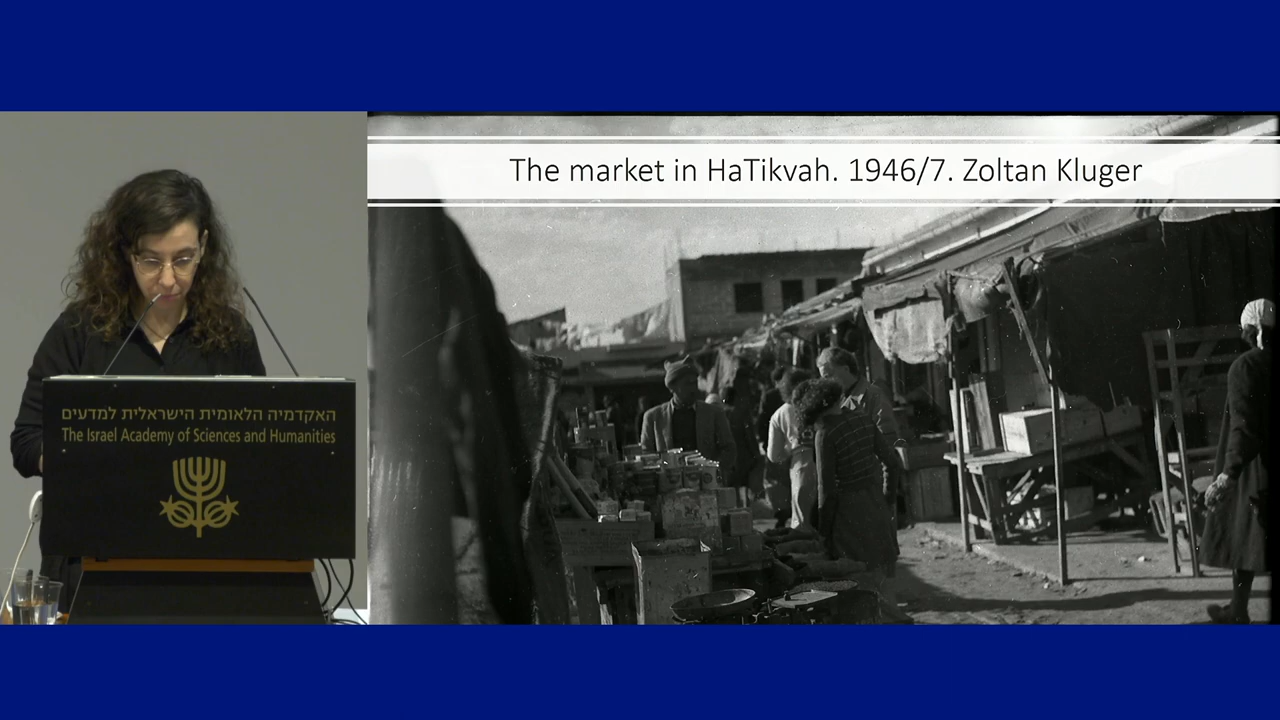 The market in HaTikvah. 1946/7. Zoltan Kluger
האקדמיה הלאומית הישראלית למדעים
The Israel Academy of Sciences and Humanities